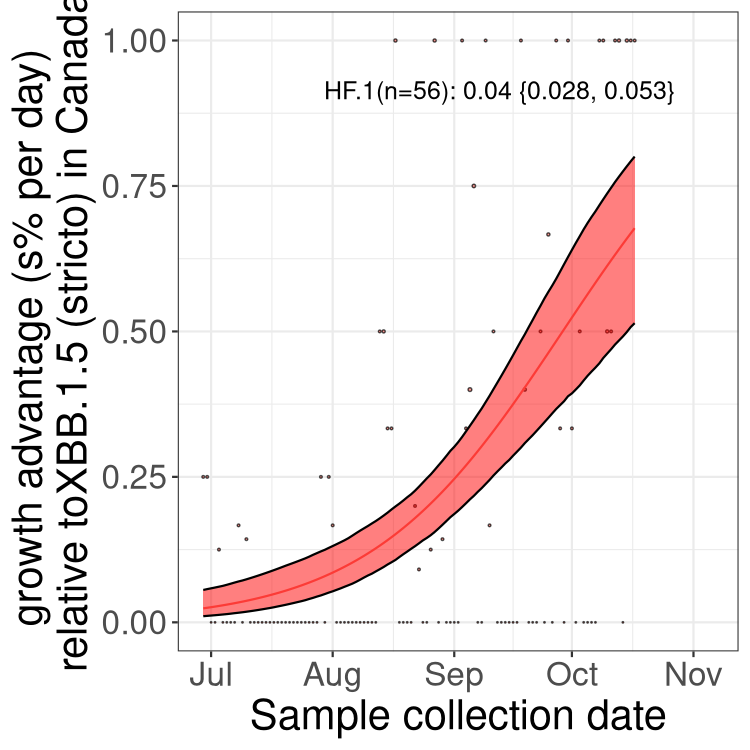 growth advantage (s% per day)
relative toXBB.1.5 (stricto) in Canada
1.00
0.75
0.50
0.25
0.00
HF.1(n=56): 0.04 {0.028, 0.053}
Jul Aug Sep Oct Nov
Sample collection date